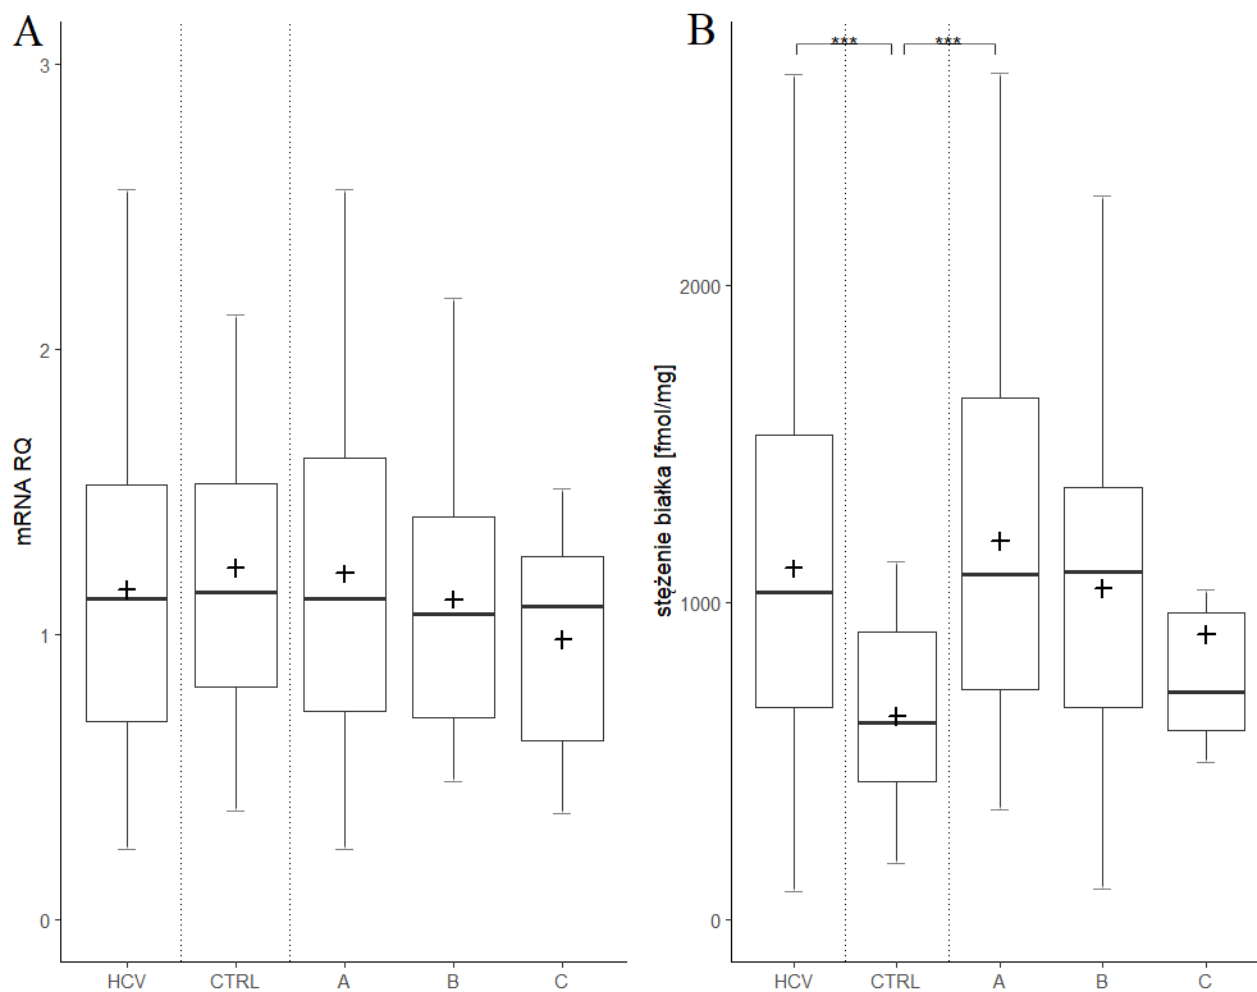 A
3
2
1
0
mRNA RQ
HCV CTRL A B C
B
*** ***
2000
1000
0
stężenie białka [fmol/mg]
HCV CTRL A B C